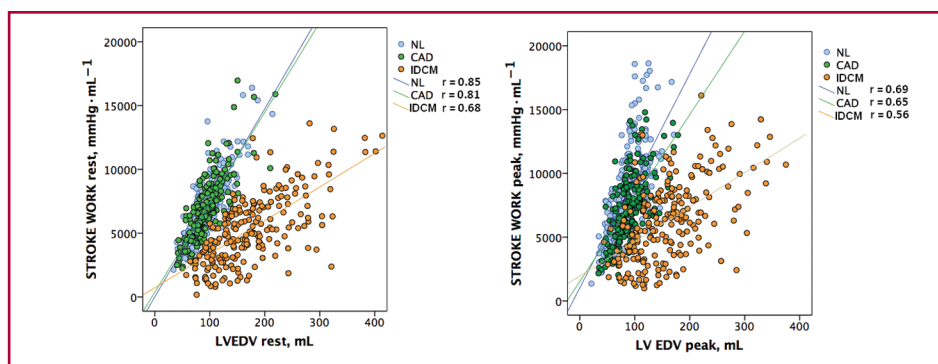 STROKE WORK rest, mmHg·mL−1
20000
15000
10000
5000
0
0 100 200 300 400
LVEDV rest, mL
NL
CAD
IDCM
NL r = 0.85
CAD r = 0.81
IDCM r = 0.68
STROKE WORK peak, mmHg·mL−1
20000
15000
10000
5000
0
0 100 200 300 400
LV EDV peak, mL
NL
CAD
IDCM
NL r = 0.69
CAD r = 0.65
IDCM r = 0.56